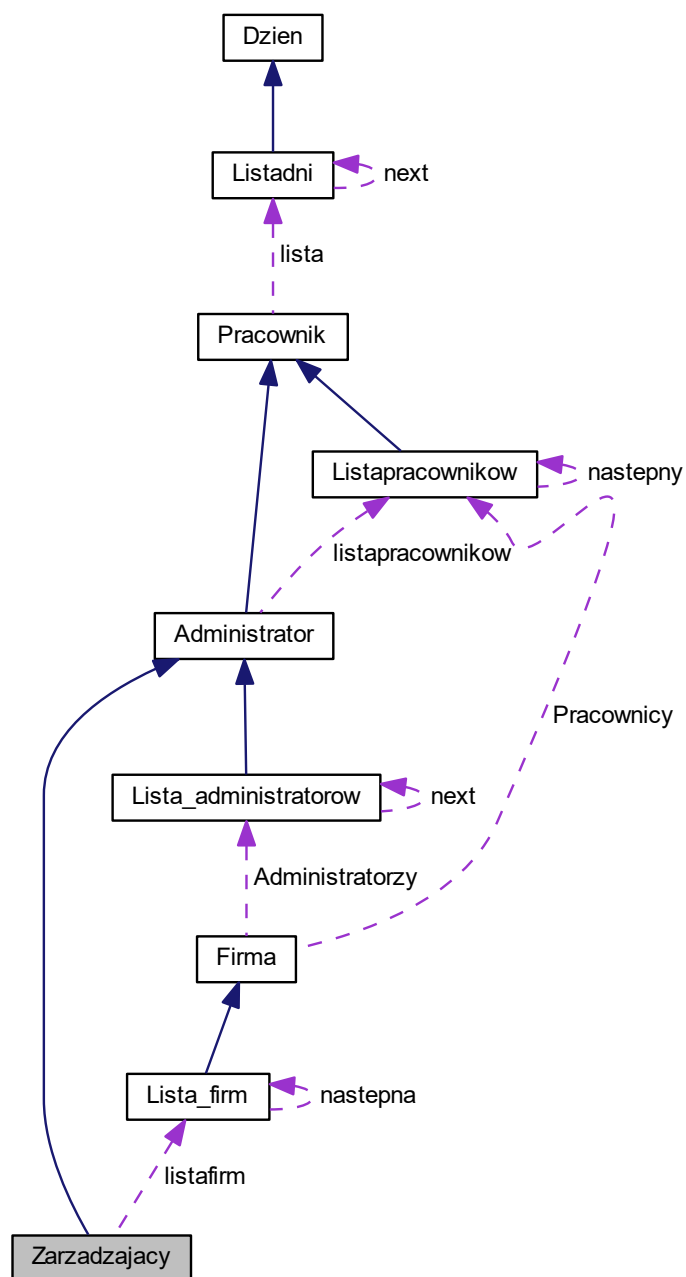 Dzien
Listadni
next
lista
Pracownik
Listapracownikow
nastepny
listapracownikow
Administrator
Pracownicy
Lista_administratorow
next
Administratorzy
Firma
Lista_firm
nastepna
listafirm
Zarzadzajacy